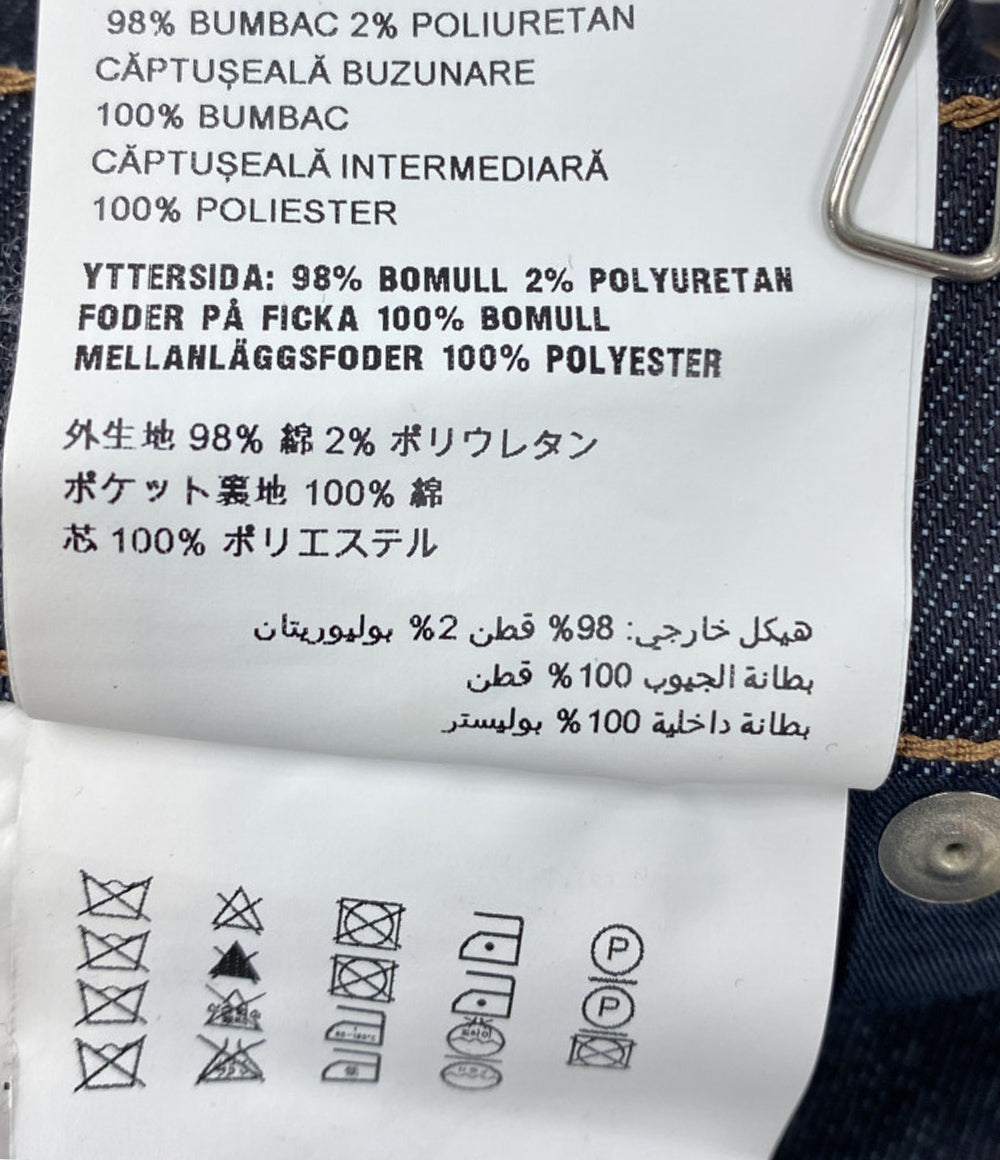 98% BUMBAC 2% POLIURETAN
CĂPTUȘEALĂ BUZUNARE
100% BUMBAC
CĂPTUȘEALĂ INTERMEDIARĂ
100% POLIESTER
YTTERSIDA: 98% BOMULL 2% POLYURETAN
FODER PÅ FICKA 100% BOMULL
MELLANLÄGGSFODER 100% POLYESTER
外生地 98% 綿 2% ポリウレタン
ポケット裏地 100% 綿
芯 100% ポリエステル
هيكل خارجي: 98% قطن 2% بوليوريتان
بطانة الجيوب 100% قطن
بطانة داخلية 100% بوليستر
P
P